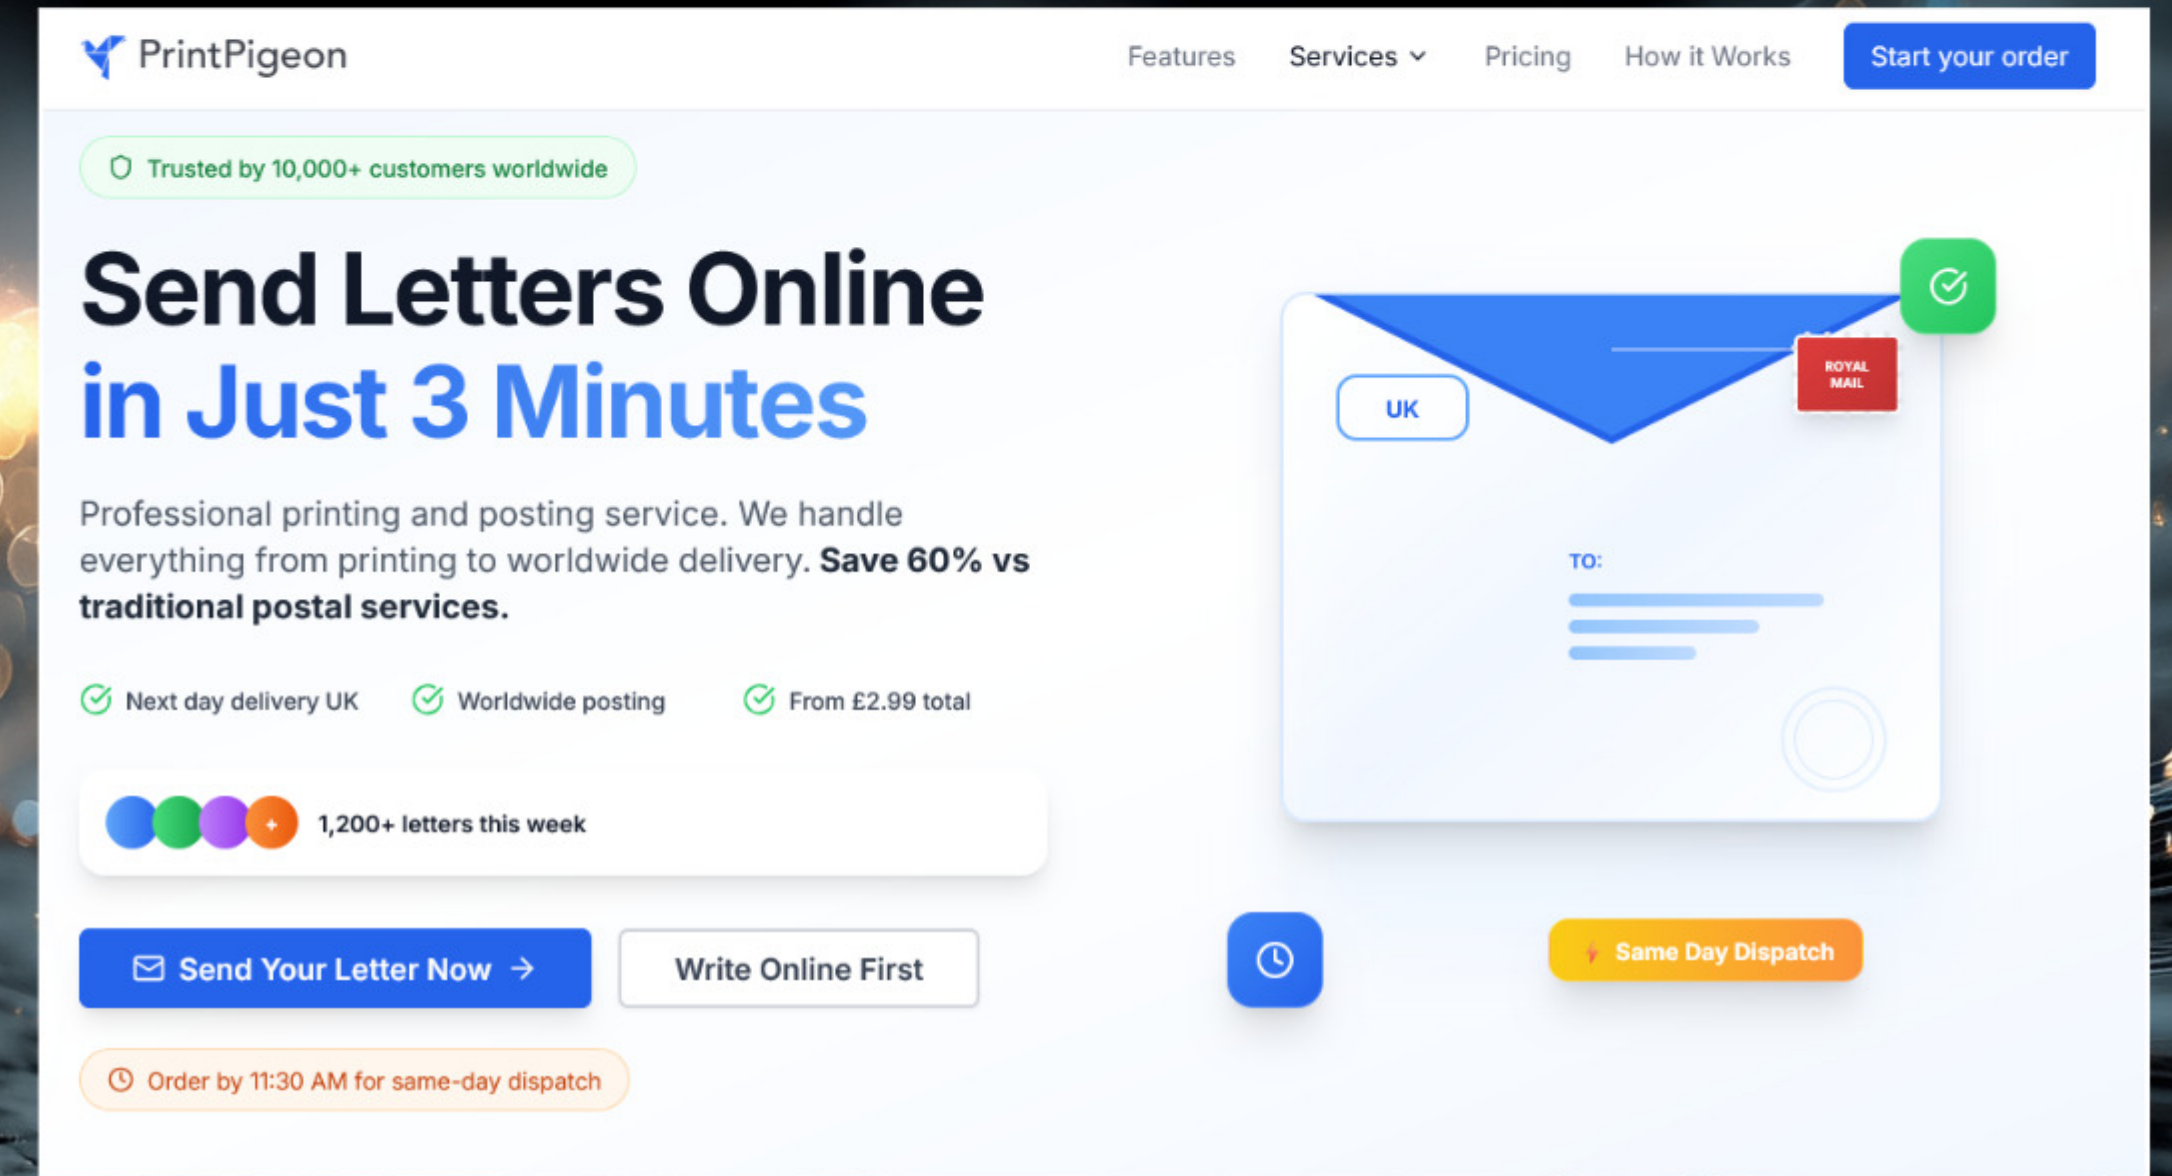 PrintPigeon
Features
Services
Pricing
How it Works
Start your order
Trusted by 10,000+ customers worldwide
Send Letters Online
in Just 3 Minutes
Professional printing and posting service. We handle
everything from printing to worldwide delivery. Save 60% vs
traditional postal services.
Next day delivery UK
Worldwide posting
From £2.99 total
+
1,200+ letters this week
Send Your Letter Now →
Write Online First
Order by 11:30 AM for same-day dispatch
UK
ROYAL
MAIL
TO:
Same Day Dispatch